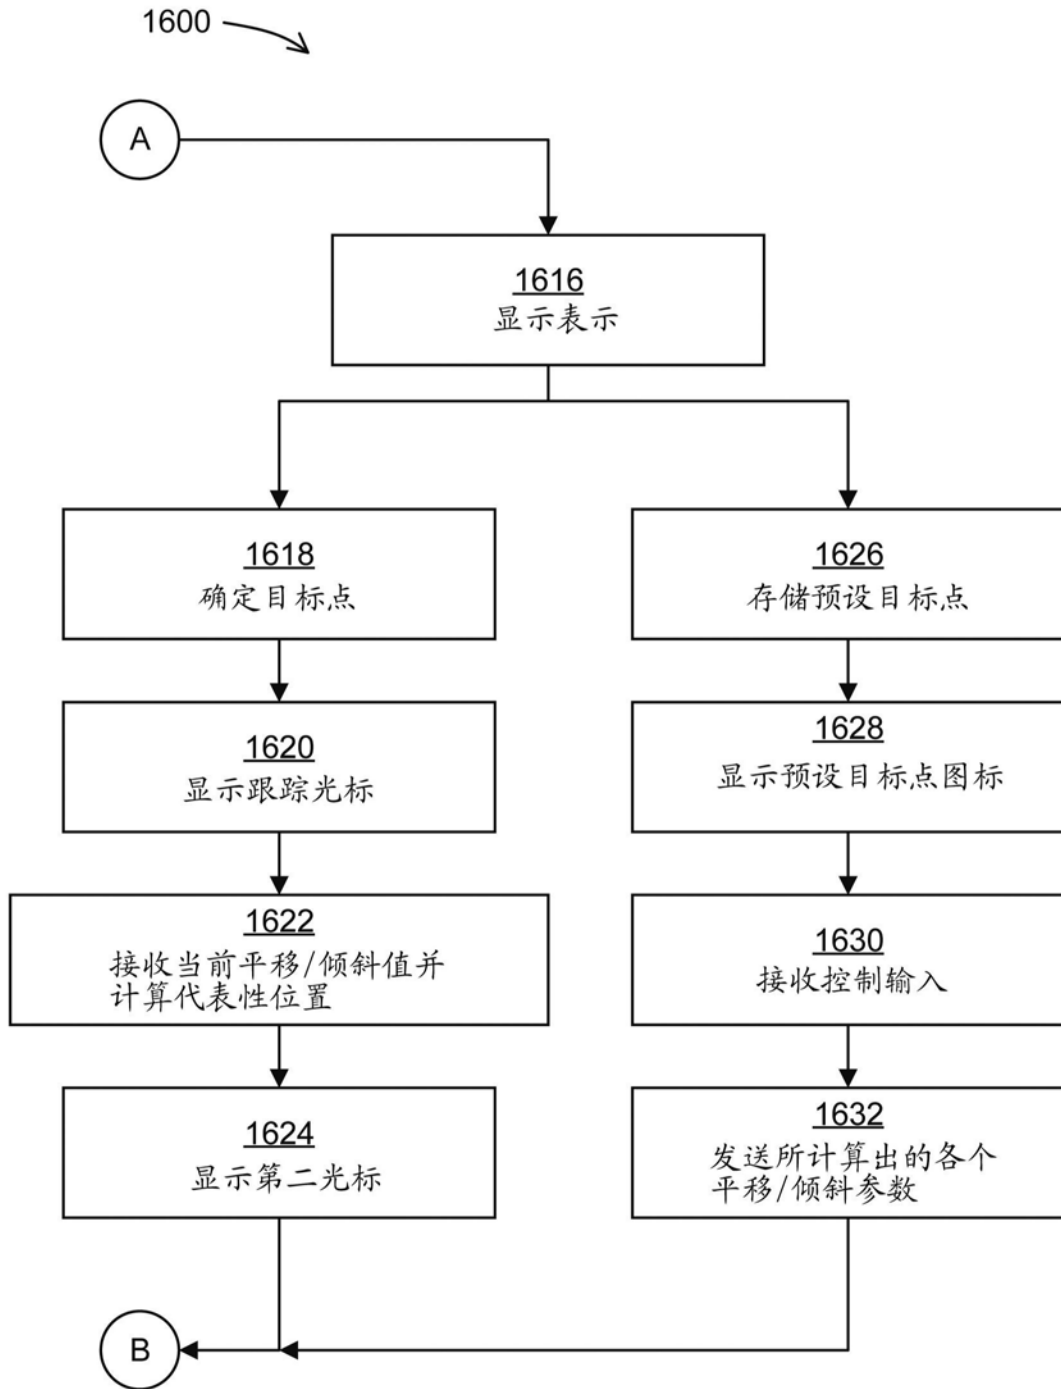 1600
A
1616
显示表示
1618
确定目标点
1626
存储预设目标点
1620
显示跟踪光标
1628
显示预设目标点图标
1622
接收当前平移/倾斜值并
计算代表性位置
1630
接收控制输入
1624
显示第二光标
1632
发送所计算出的各个
平移/倾斜参数
B